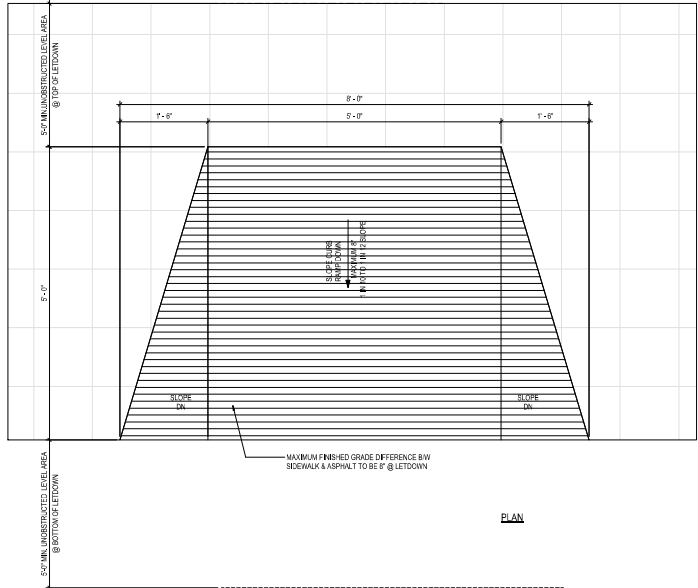 5'-0" MIN.UNOBSTRUCTED LEVEL AREA
@ TOP OF LETDOWN
8' - 0"
1' - 6"
5' - 0"
1' - 6"
5' - 0"
SLOPE CURB
RAMP DOWN
MAXIMUM 8"
1 IN 10 TO 1 IN 12 SLOPE
SLOPE
DN
SLOPE
DN
MAXIMUM FINISHED GRADE DIFFERENCE B/W
SIDEWALK & ASPHALT TO BE 8" @ LETDOWN
5'-0" MIN. UNOBSTRUCTED LEVEL AREA
@ BOTTOM OF LETDOWN
PLAN